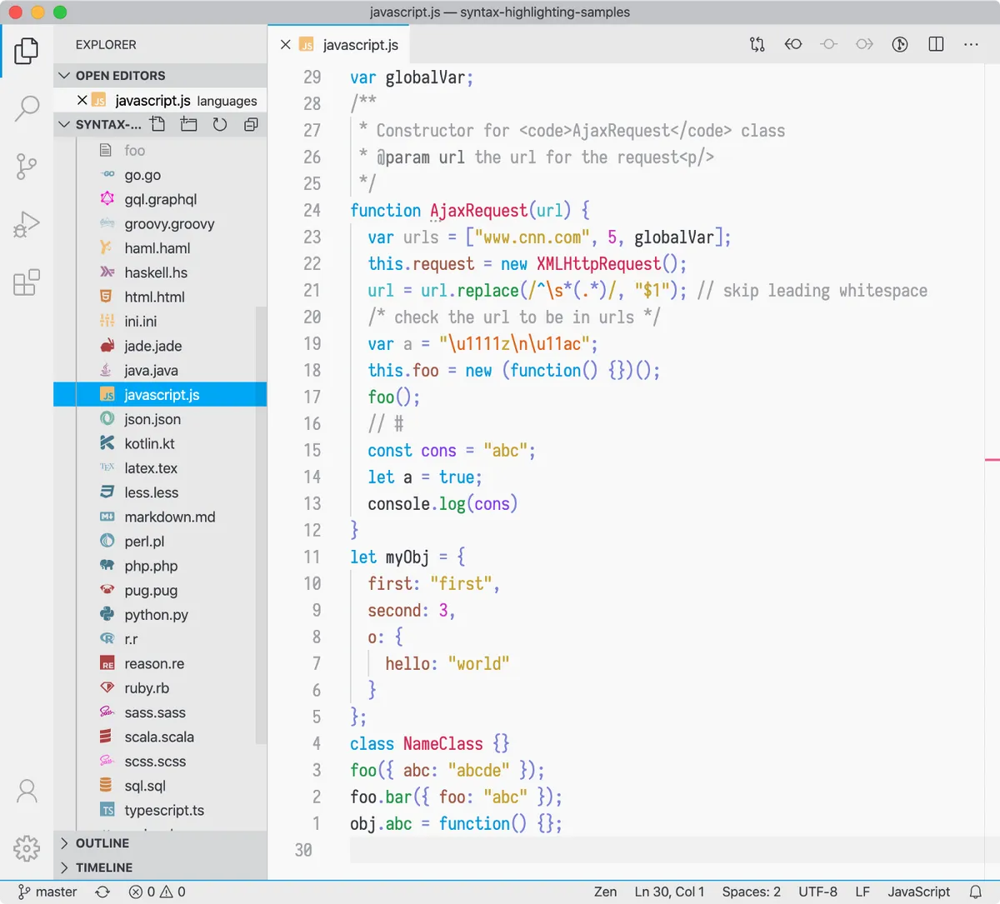 javascript.js — syntax-highlighting-samples
EXPLORER
OPEN EDITORS
JS javascript.js languages
SYNTAX-...
foo
go.go
gql.graphql
groovy.groovy
haml.haml
haskell.hs
html.html
ini.ini
jade.jade
java.java
JS javascript.js
json.json
kotlin.kt
TEX latex.tex
less.less
markdown.md
perl.pl
php.php
pug.pug
python.py
r.r
RE reason.re
ruby.rb
sass.sass
scala.scala
scss.scss
sql.sql
TS typescript.ts
OUTLINE
TIMELINE
JS javascript.js
29 var globalVar;
28 /**
27 * Constructor for <code>AjaxRequest</code> class
26 * @param url the url for the request<p/>
25 */
24 function AjaxRequest(url) {
23 var urls = ["www.cnn.com", 5, globalVar];
22 this.request = new XMLHttpRequest();
21 url = url.replace(/^\s*(.*)/, "$1"); // skip leading whitespace
20 /* check the url to be in urls */
19 var a = "\u1111z\n\u11ac";
18 this.foo = new (function() {})();
17 foo();
16 // #
15 const cons = "abc";
14 let a = true;
13 console.log(cons)
12 }
11 let myObj = {
10 first: "first",
9 second: 3,
8 o: {
7 hello: "world"
6 }
5 };
4 class NameClass {}
3 foo({ abc: "abcde" });
2 foo.bar({ foo: "abc" });
1 obj.abc = function() {};
30
master 0 0 Zen Ln 30, Col 1 Spaces: 2 UTF-8 LF JavaScript